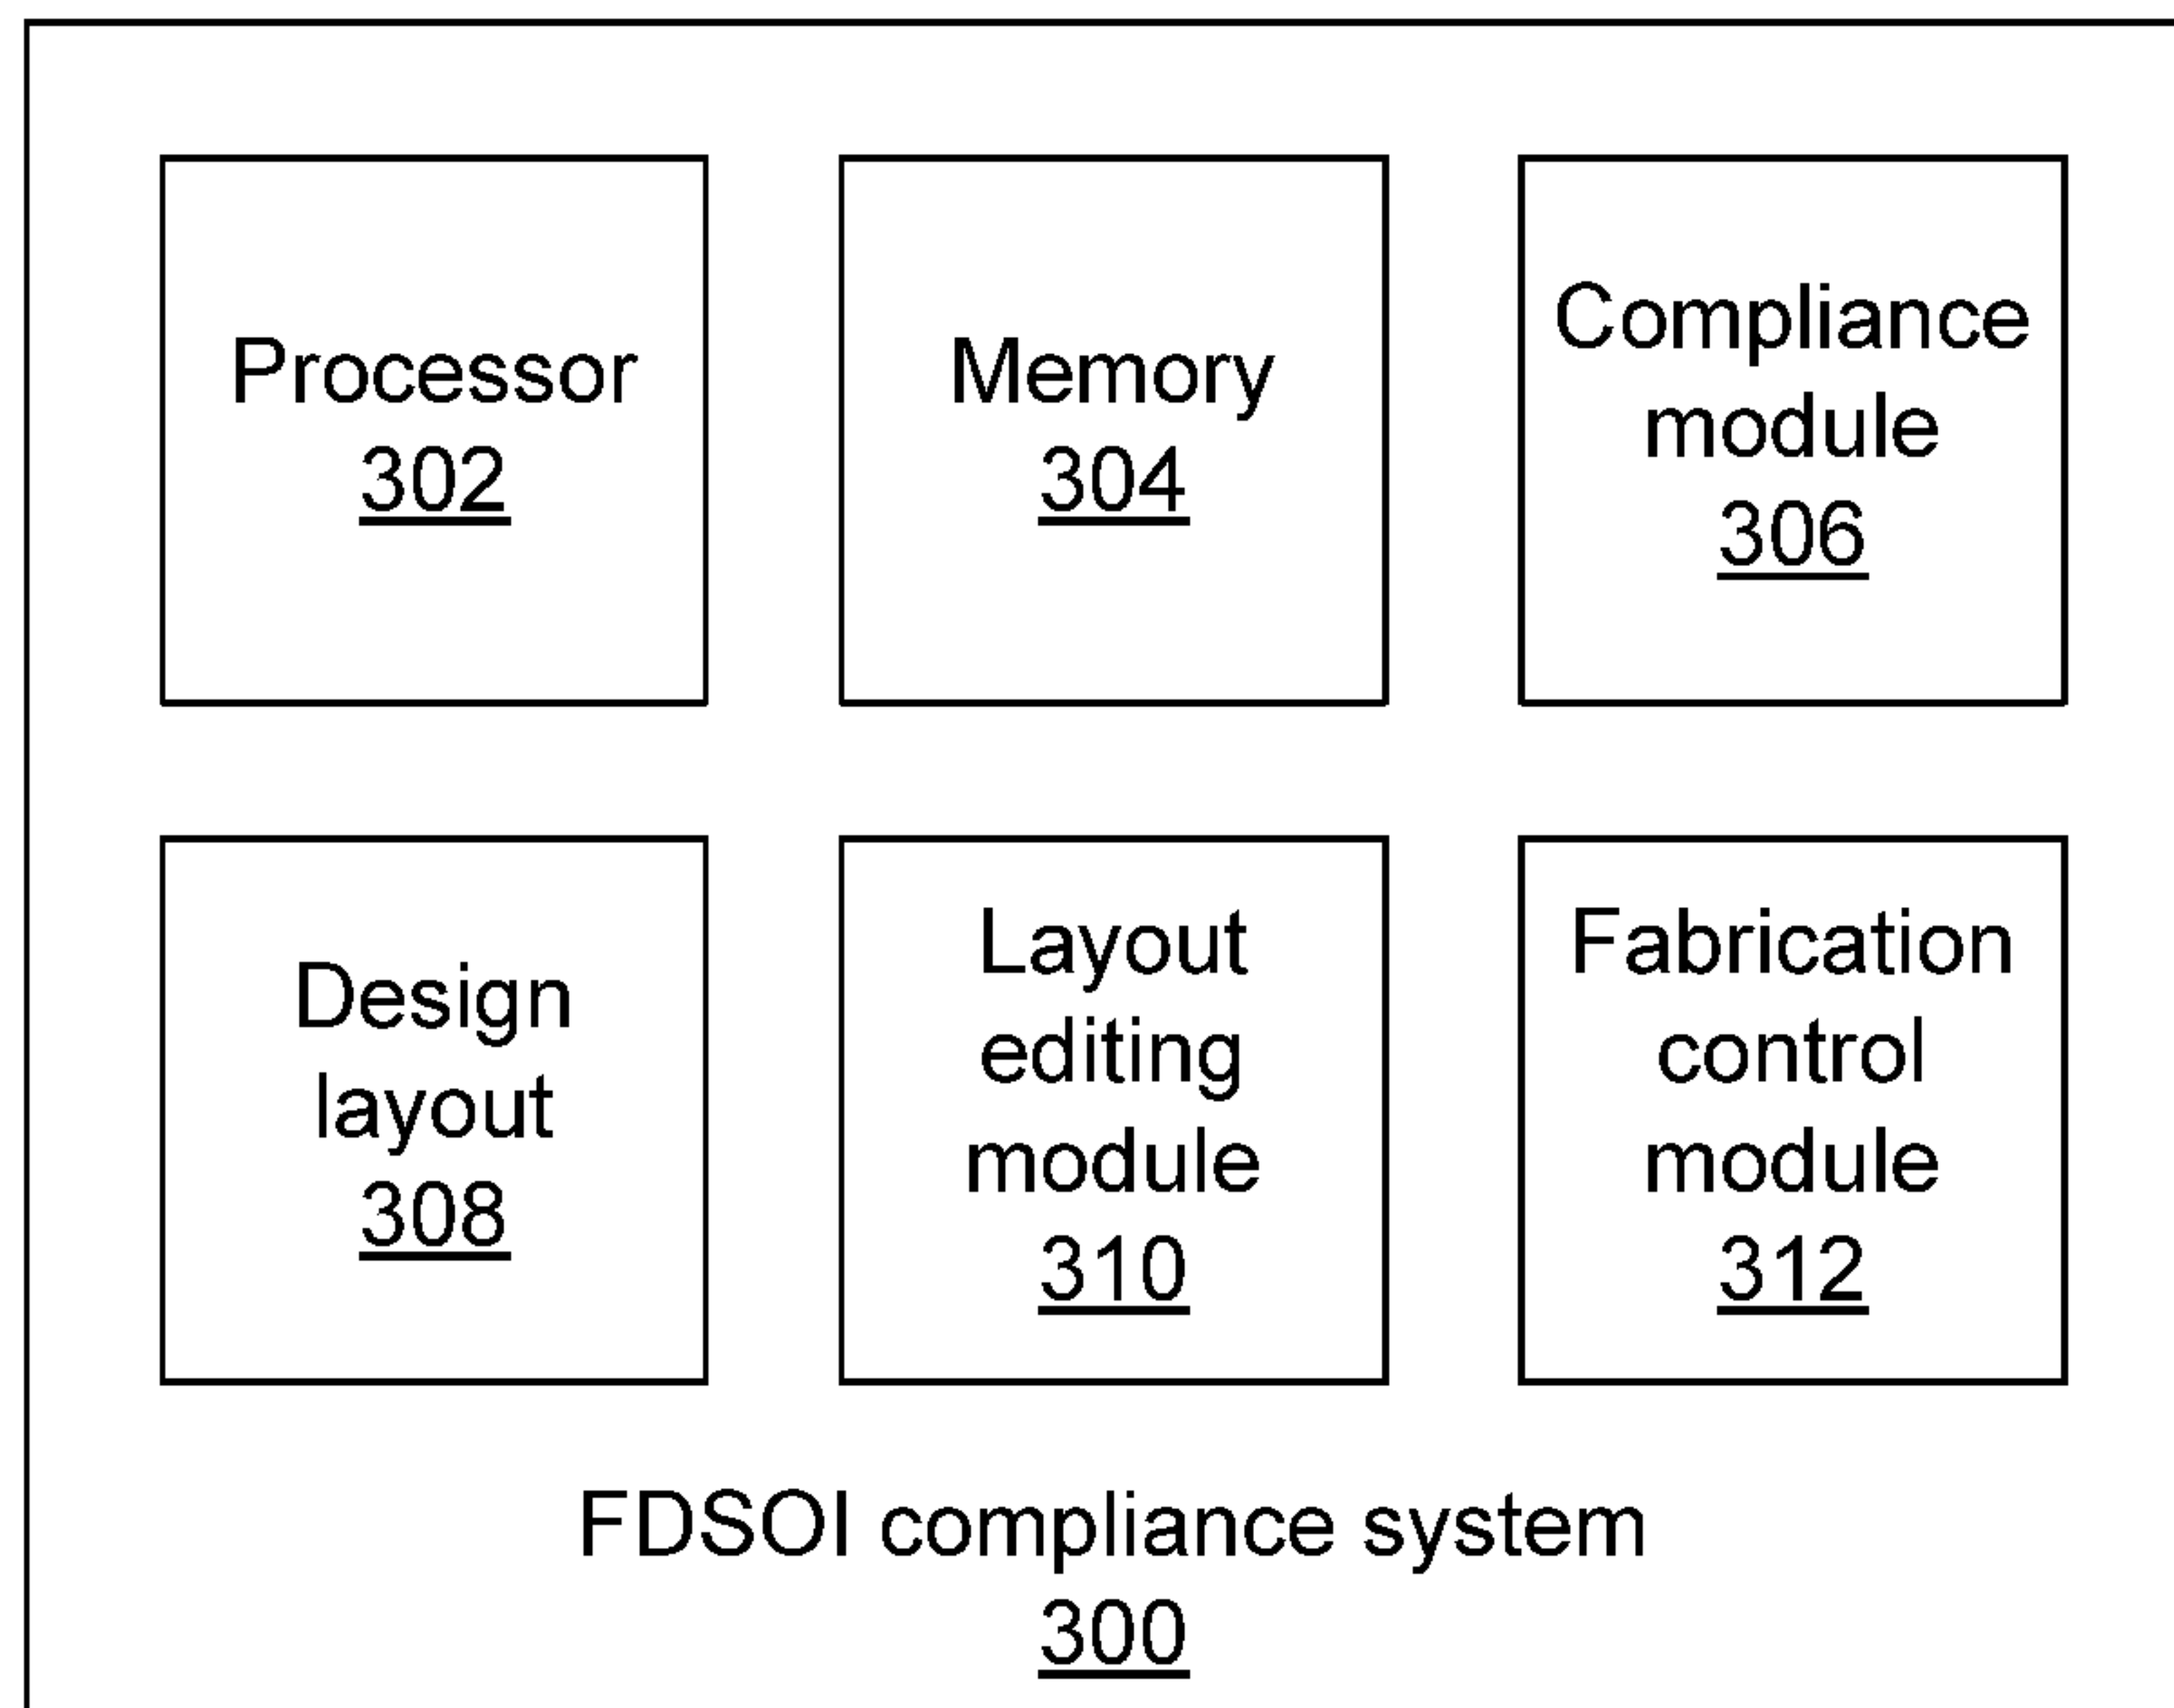 Processor
302
Memory
304
Compliance
module
306
Design
layout
308
Layout
editing
module
310
Fabrication
control
module
312
FDSOI compliance system
300